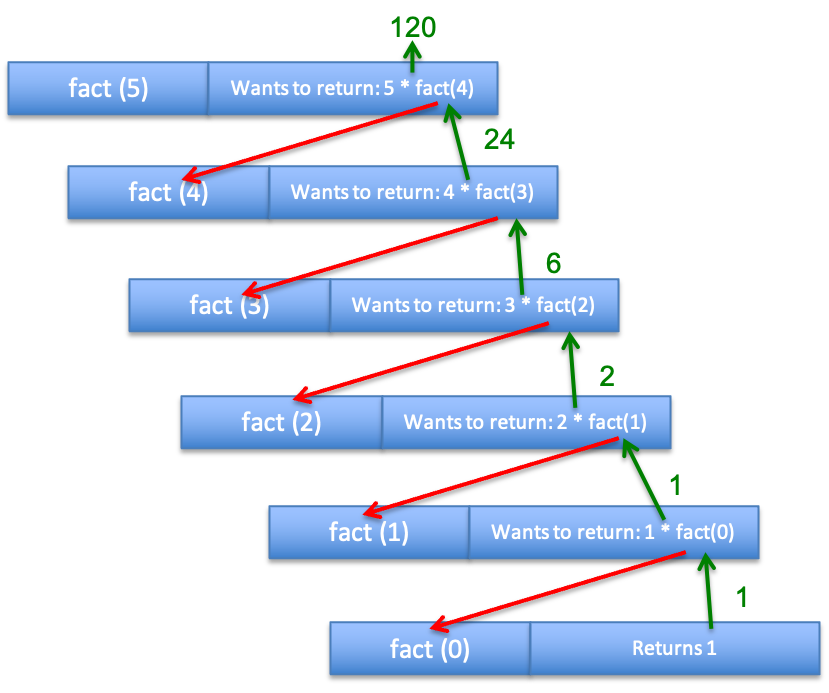 120
fact (5) Wants to return: 5 * fact(4)
24
fact (4) Wants to return: 4 * fact(3)
6
fact (3) Wants to return: 3 * fact(2)
2
fact (2) Wants to return: 2 * fact(1)
1
fact (1) Wants to return: 1 * fact(0)
1
fact (0) Returns 1